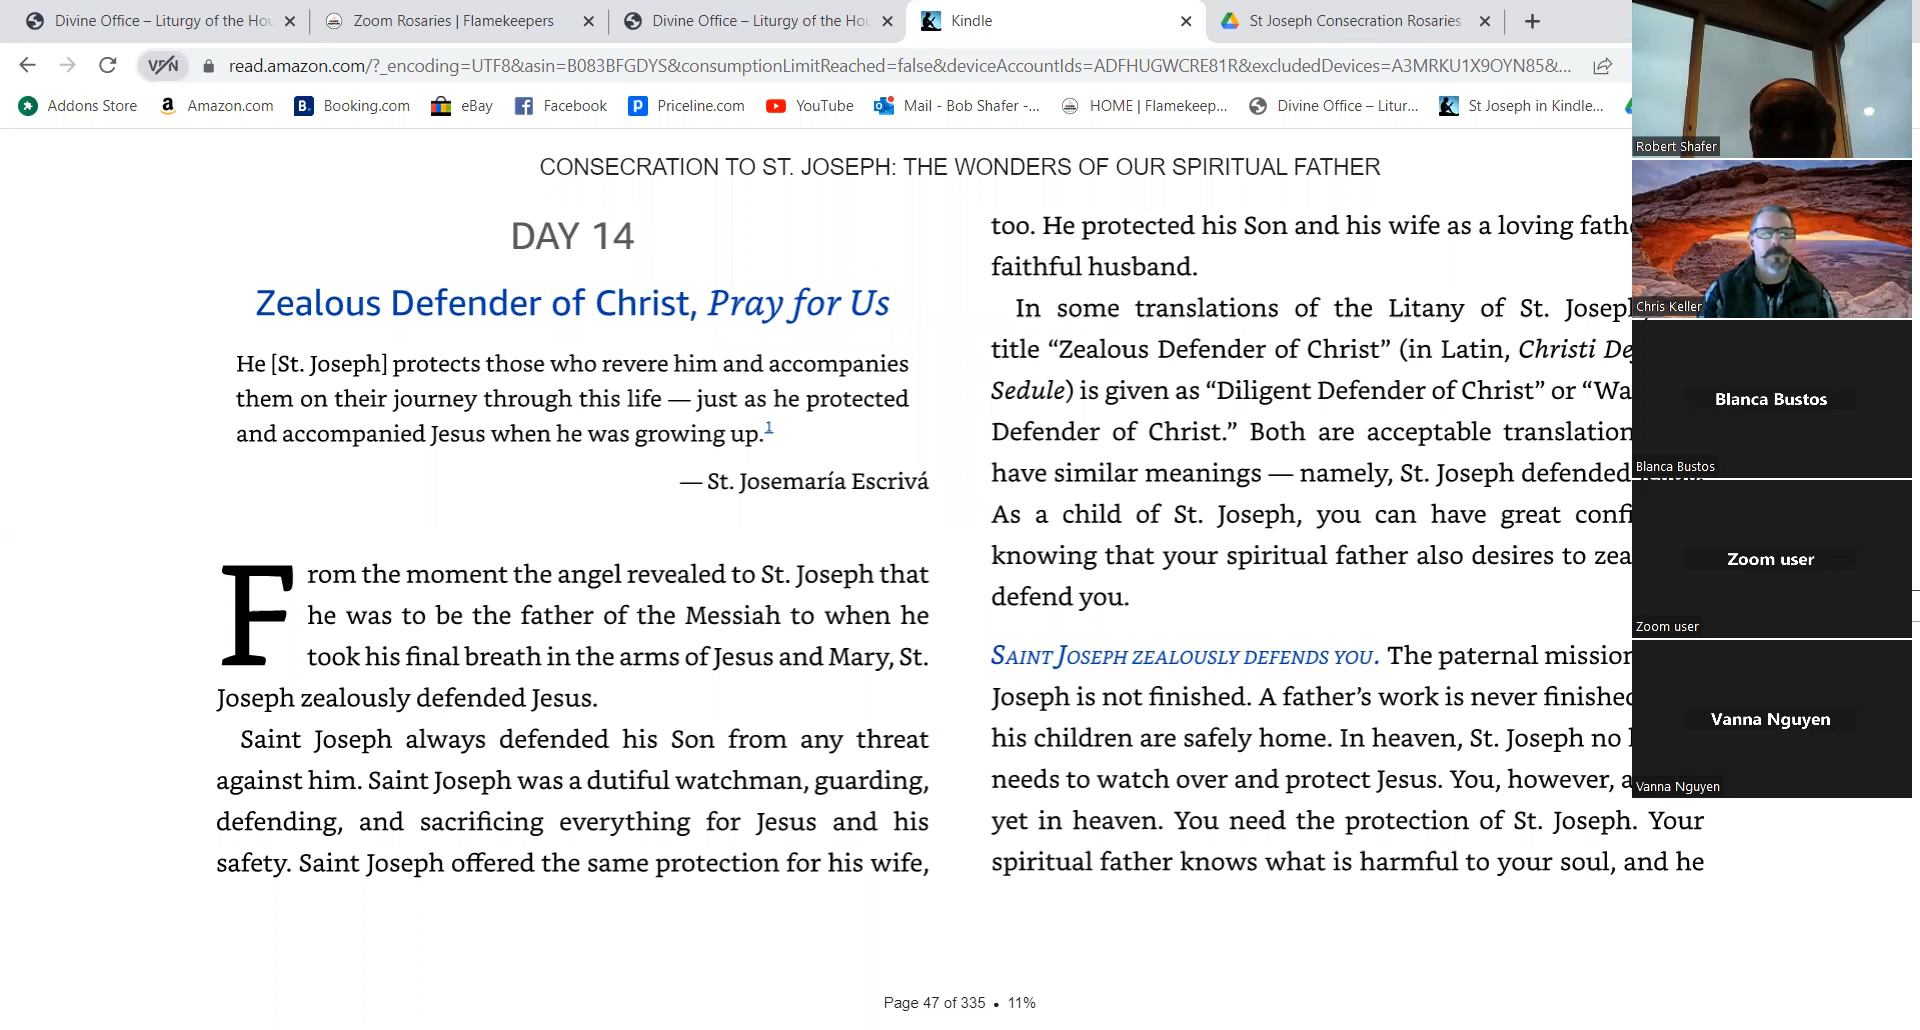 Divine Office – Liturgy of the Hou
Zoom Rosaries | Flamekeepers
Divine Office – Liturgy of the Hou
Kindle
St Joseph Consecration Rosaries
VPN
read.amazon.com/?_encoding=UTF8&asin=B083BFGDYS&consumptionLimitReached=false&deviceAccountIds=ADFHUGWCRE81R&excludedDevices=A3MRKU1X9OYN85&...
Addons Store
Amazon.com
Booking.com
eBay
Facebook
Priceline.com
YouTube
Mail - Bob Shafer -...
HOME | Flamekeep...
Divine Office – Litur...
St Joseph in Kindle...
CONSECRATION TO ST. JOSEPH: THE WONDERS OF OUR SPIRITUAL FATHER
DAY 14
Zealous Defender of Christ, Pray for Us
He [St. Joseph] protects those who revere him and accompanies
them on their journey through this life — just as he protected
and accompanied Jesus when he was growing up.1
— St. Josemaría Escrivá
From the moment the angel revealed to St. Joseph that
he was to be the father of the Messiah to when he
took his final breath in the arms of Jesus and Mary, St.
Joseph zealously defended Jesus.
Saint Joseph always defended his Son from any threat
against him. Saint Joseph was a dutiful watchman, guarding,
defending, and sacrificing everything for Jesus and his
safety. Saint Joseph offered the same protection for his wife,
too. He protected his Son and his wife as a loving fath
faithful husband.
In some translations of the Litany of St. Joseph
title “Zealous Defender of Christ” (in Latin, Christi De
Sedule) is given as “Diligent Defender of Christ” or “Wa
Defender of Christ.” Both are acceptable translation
have similar meanings — namely, St. Joseph defended
As a child of St. Joseph, you can have great confi
knowing that your spiritual father also desires to zea
defend you.
SAINT JOSEPH ZEALOUSLY DEFENDS YOU. The paternal mission
Joseph is not finished. A father’s work is never finished
his children are safely home. In heaven, St. Joseph no
needs to watch over and protect Jesus. You, however, a
yet in heaven. You need the protection of St. Joseph. Your
spiritual father knows what is harmful to your soul, and he
Page 47 of 335 • 11%
Robert Shafer
Chris Keller
Blanca Bustos
Blanca Bustos
Zoom user
Zoom user
Vanna Nguyen
Vanna Nguyen